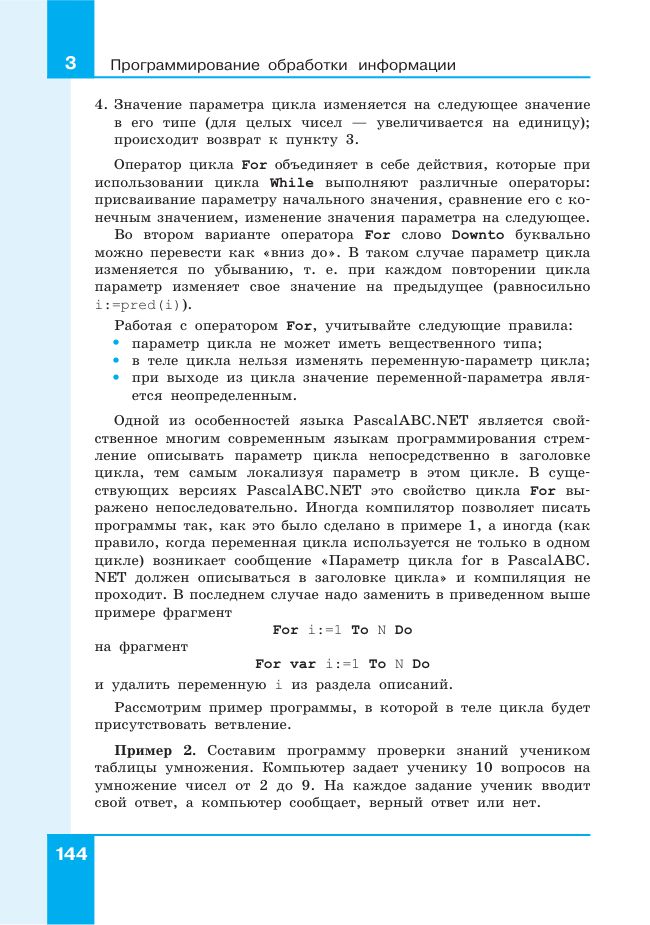 3 Программирование обработки информации
4. Значение параметра цикла изменяется на следующее значение
в его типе (для целых чисел — увеличивается на единицу);
происходит возврат к пункту 3.
Оператор цикла For объединяет в себе действия, которые при
использовании цикла While выполняют различные операторы:
присваивание параметру начального значения, сравнение его с ко-
нечным значением, изменение значения параметра на следующее.
Во втором варианте оператора For слово Downto буквально
можно перевести как «вниз до». В таком случае параметр цикла
изменяется по убыванию, т. е. при каждом повторении цикла
параметр изменяет свое значение на предыдущее (равносильно
i:=pred(i)).
Работая с оператором For, учитывайте следующие правила:
• параметр цикла не может иметь вещественного типа;
• в теле цикла нельзя изменять переменную-параметр цикла;
• при выходе из цикла значение переменной-параметра явля-
ется неопределенным.
Одной из особенностей языка PascalABC.NET является свой-
ственное многим современным языкам программирования стрем-
ление описывать параметр цикла непосредственно в заголовке
цикла, тем самым локализуя параметр в этом цикле. В суще-
ствующих версиях PascalABC.NET это свойство цикла For вы-
ражено непоследовательно. Иногда компилятор позволяет писать
программы так, как это было сделано в примере 1, а иногда (как
правило, когда переменная цикла используется не только в одном
цикле) возникает сообщение «Параметр цикла for в PascalABC.
NET должен описываться в заголовке цикла» и компиляция не
проходит. В последнем случае надо заменить в приведенном выше
примере фрагмент
For i:=1 To N Do
на фрагмент
For var i:=1 To N Do
и удалить переменную i из раздела описаний.
Рассмотрим пример программы, в которой в теле цикла будет
присутствовать ветвление.
Пример 2. Составим программу проверки знаний учеником
таблицы умножения. Компьютер задает ученику 10 вопросов на
умножение чисел от 2 до 9. На каждое задание ученик вводит
свой ответ, а компьютер сообщает, верный ответ или нет.
144